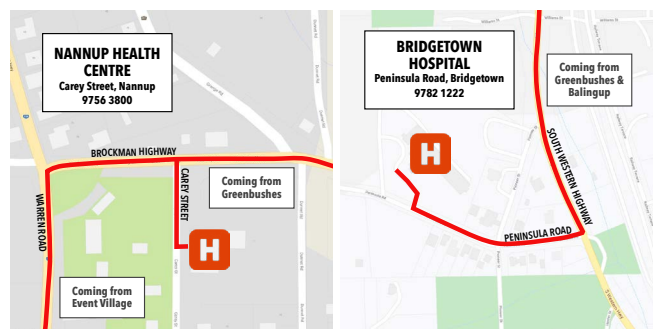 NANNUP HEALTH
CENTRE
Carey Street, Nannup
9756 3800
BROCKMAN HIGHWAY
CAREY STREET
WARREN ROAD
Coming from
Greenbushes
H
Coming from
Event Village
BRIDGETOWN
HOSPITAL
Peninsula Road, Bridgetown
9782 1222
Coming from
Greenbushes &
Balingup
H
SOUTH WESTERN HIGHWAY
PENINSULA ROAD